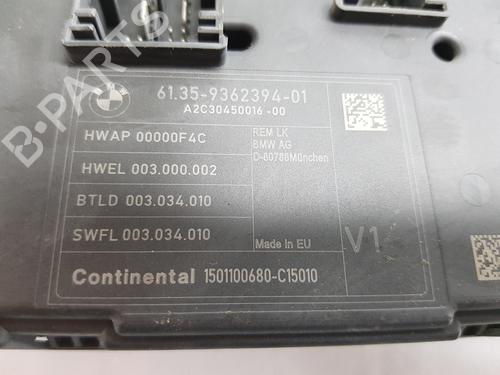 BMW
61.35-9362394-01
A2C30450016-00
HWAP 00000F4C
HWEL 003.000.002
BTLD 003.034.010
SWFL 003.034.010
REM LK
BMW AG
D-80788München
Made in EU
V1
Continental 1501100680-C15010
B-PARTS